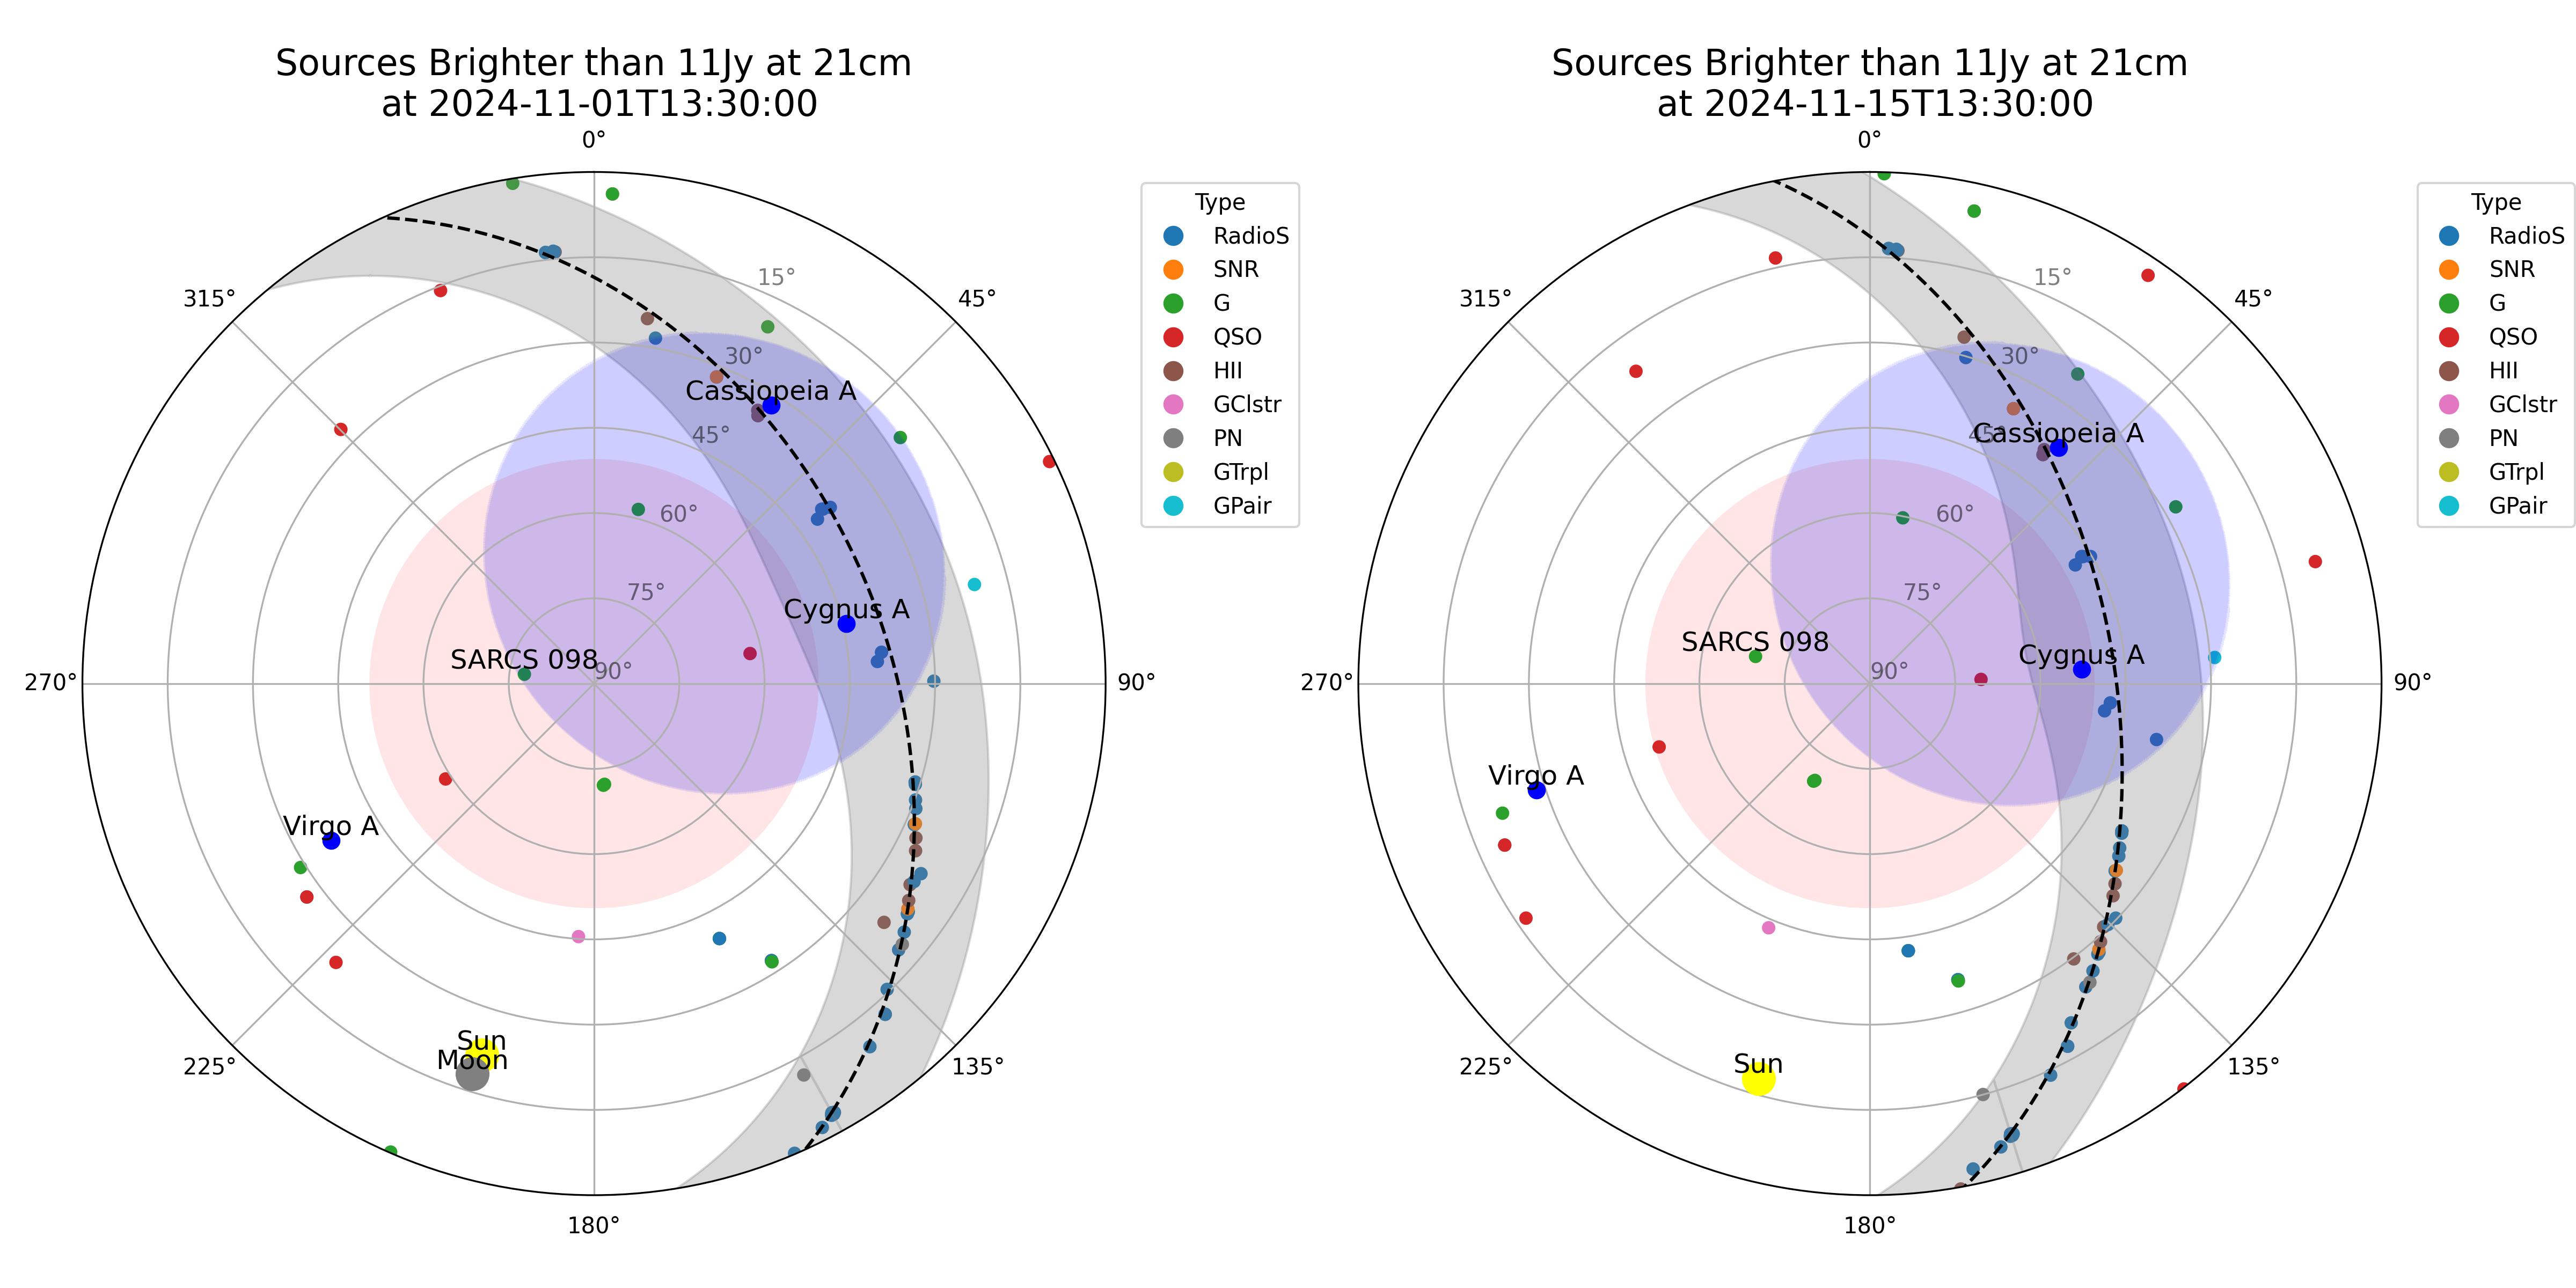 Sources Brighter than 11Jy at 21cm
at 2024-11-01T13:30:00
0°
45°
90°
135°
180°
225°
270°
315°
15°
30°
45°
60°
75°
90°
Cassiopeia A
Cygnus A
SARCS 098
Virgo A
Sun
Moon
Type
RadioS
SNR
G
QSO
HII
GClstr
PN
GTrpl
GPair
Sources Brighter than 11Jy at 21cm
at 2024-11-15T13:30:00
0°
45°
90°
135°
180°
225°
270°
315°
15°
30°
45°
60°
75°
90°
Cassiopeia A
Cygnus A
SARCS 098
Virgo A
Sun
Type
RadioS
SNR
G
QSO
HII
GClstr
PN
GTrpl
GPair